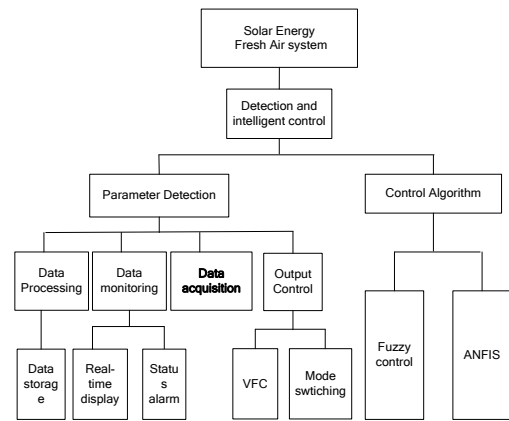 Solar Energy
Fresh Air system
Detection and
intelligent control
Parameter Detection
Control Algorithm
Data
Processing
Data
monitoring
Data
acquisition
Output
Control
Data
storag
e
Real-
time
display
Statu
s
alarm
VFC
Mode
swtiching
Fuzzy
control
ANFIS